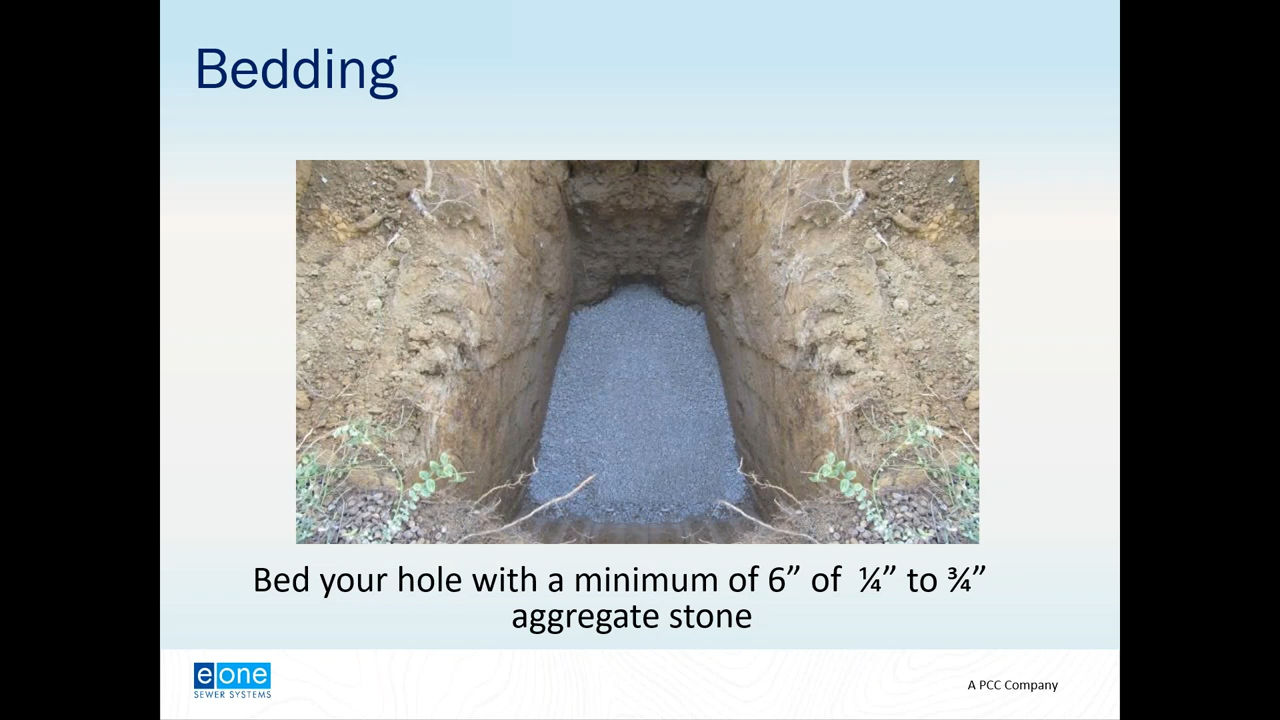 Bedding
Bed your hole with a minimum of 6” of ¼” to ¾”
aggregate stone
eone
SEWER SYSTEMS
A PCC Company